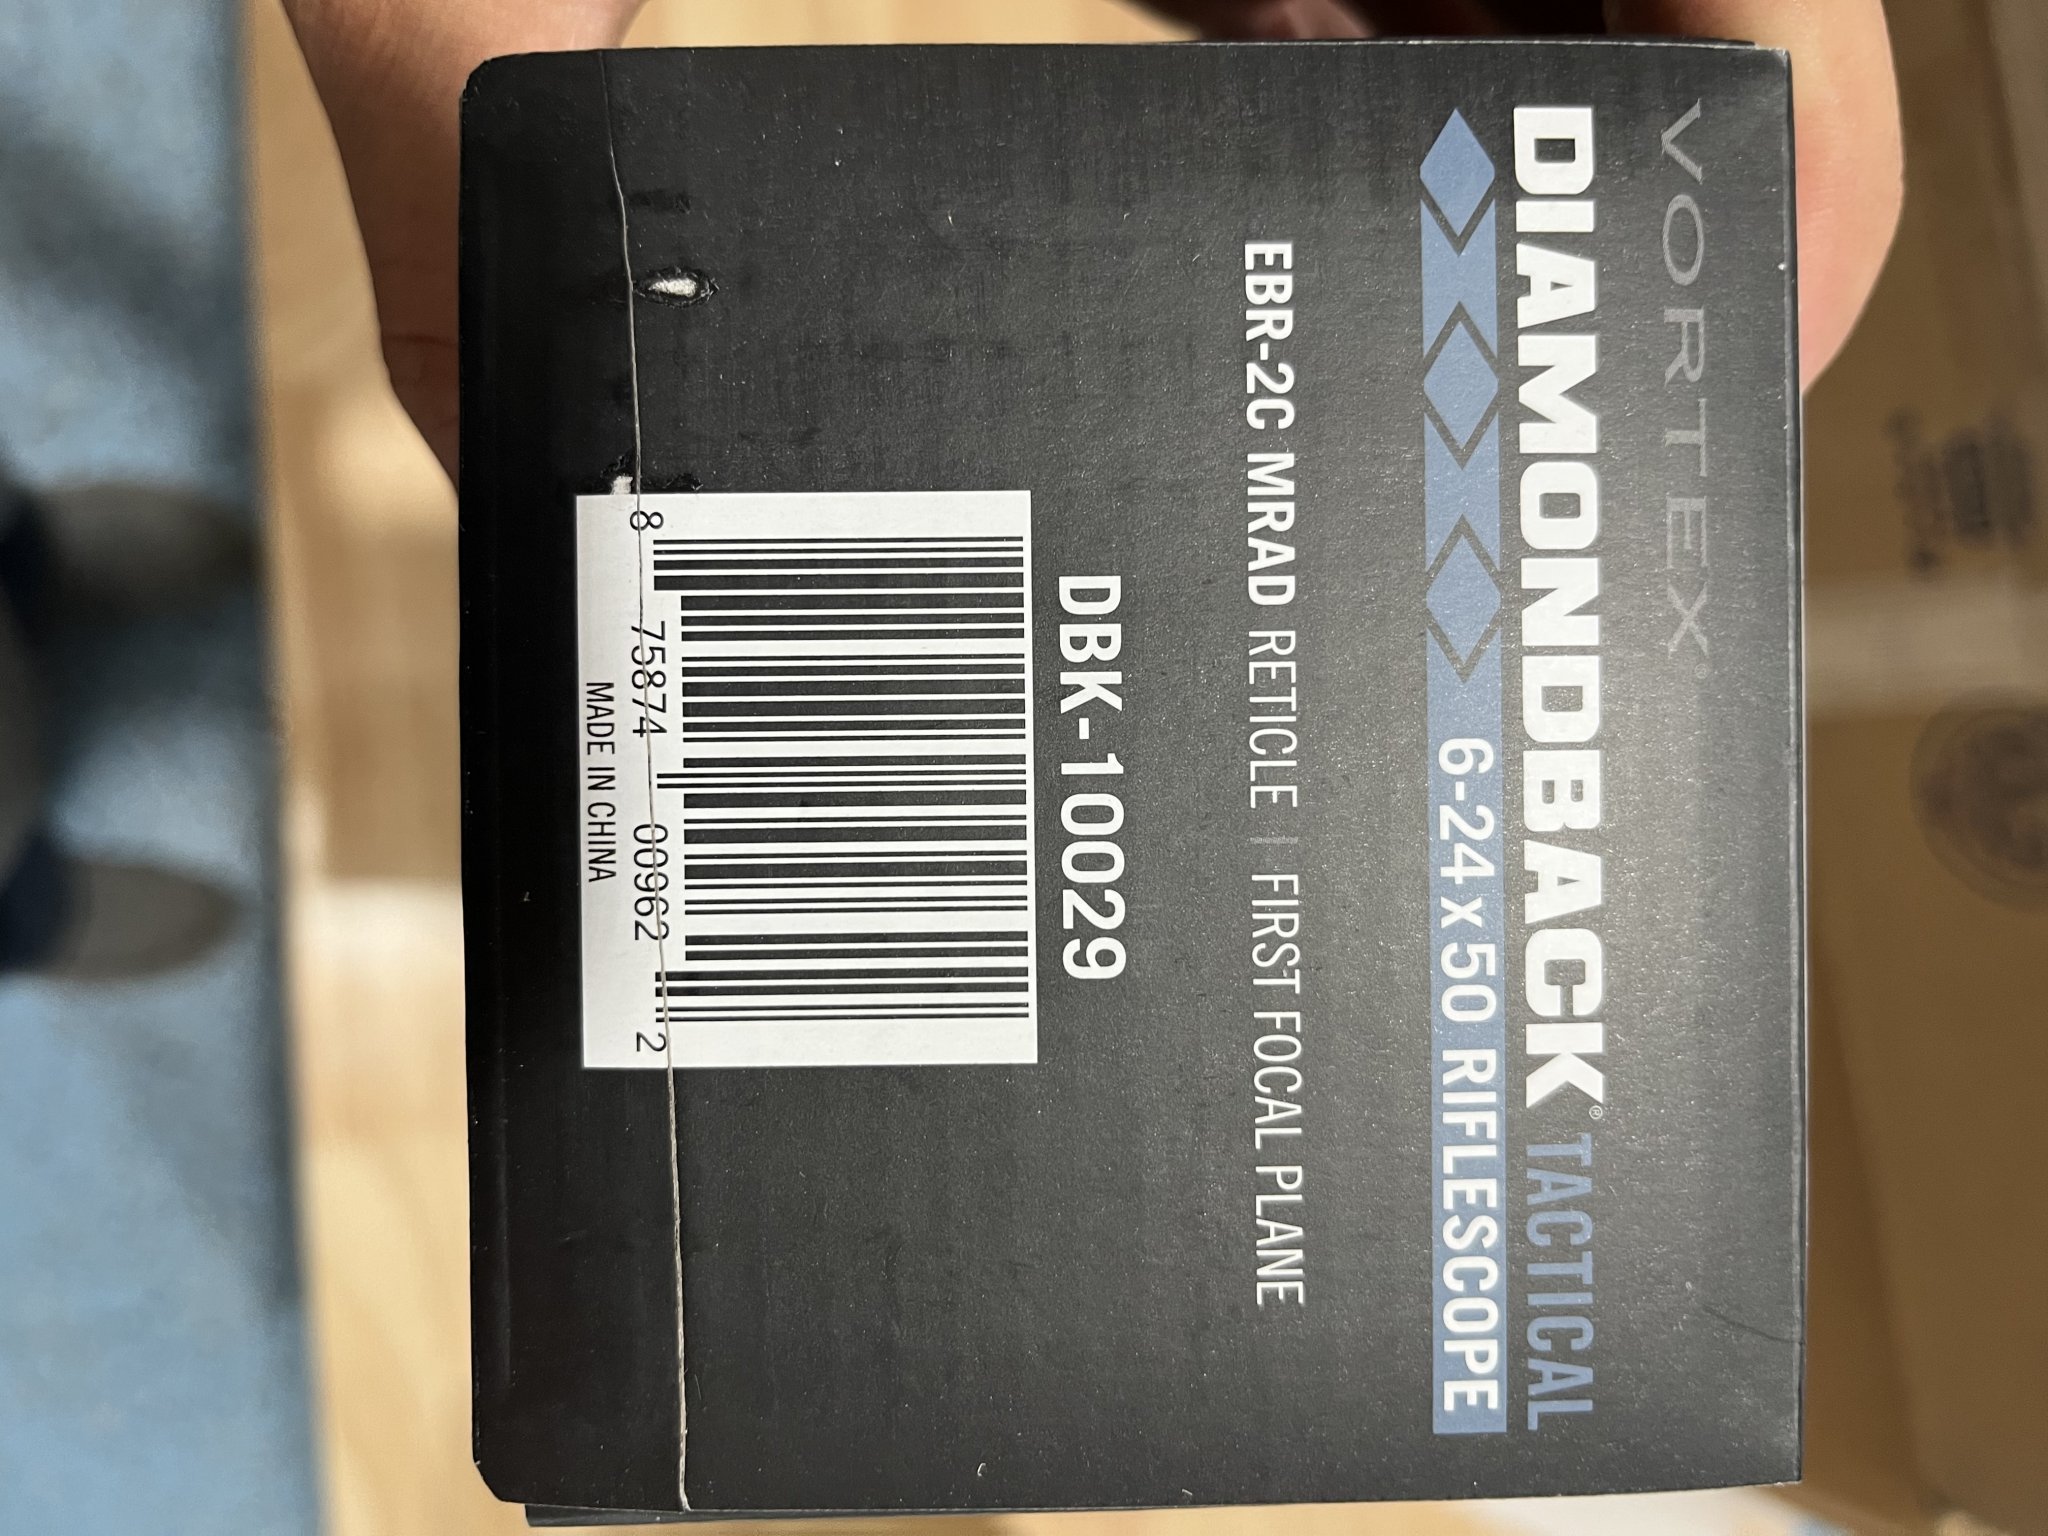 VORTEX®
DIAMONDBACK® TACTICAL
6-24 x 50 RIFLESCOPE
EBR-2C MRAD RETICLE | FIRST FOCAL PLANE
DBK-10029
8 75874 00962 2
MADE IN CHINA